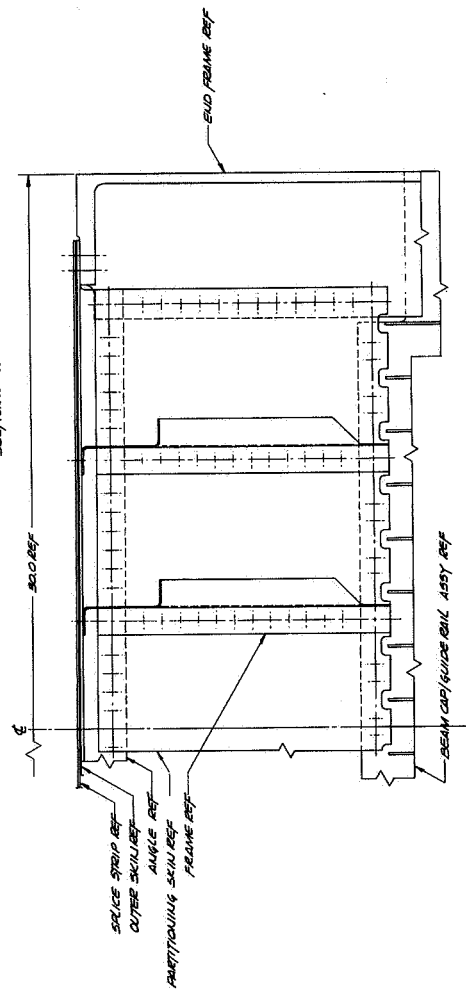 30.0 REF
℄
END FRAME REF
SPLICE STRIP REF
OUTER SKIN REF
ANGLE REF
PARTITIONING SKIN REF
FRAME REF
BEAM CAP/GUIDE RAIL ASSY REF